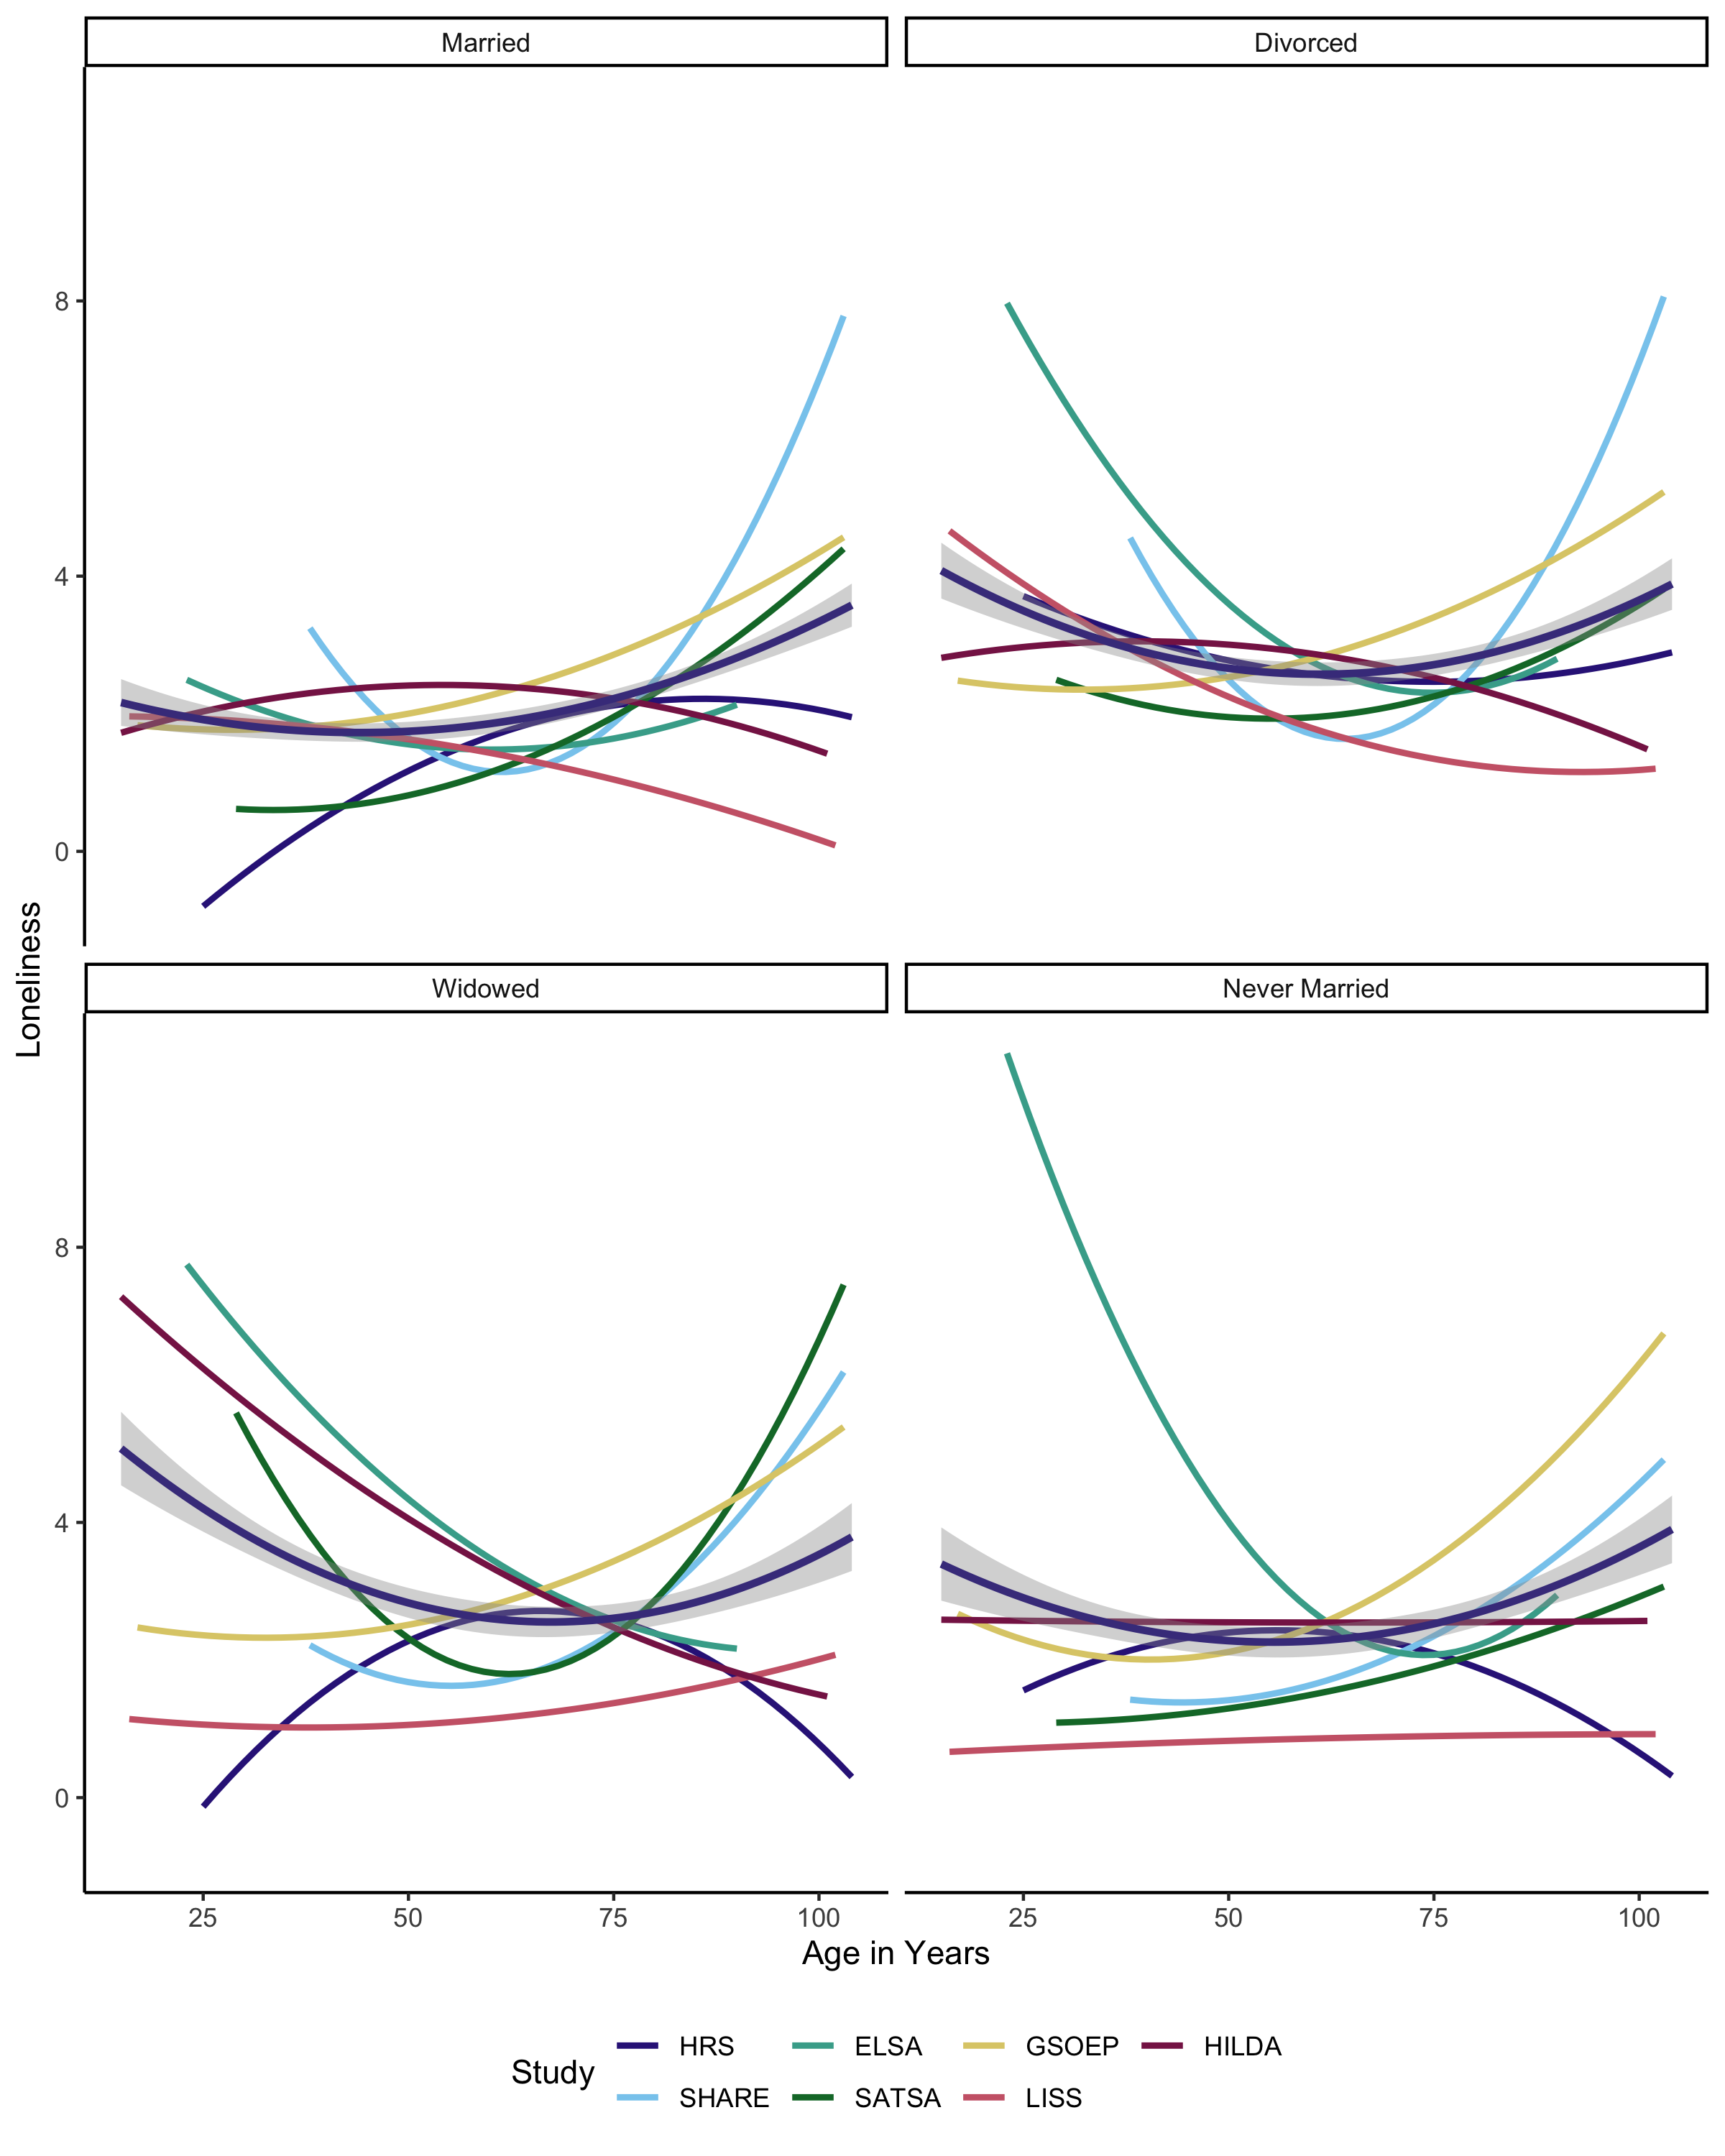 Married
Divorced
8
4
0
Loneliness
Widowed
Never Married
8
4
0
25 50 75 100 25 50 75 100
Age in Years
Study
HRS ELSA GSOEP HILDA
SHARE SATSA LISS